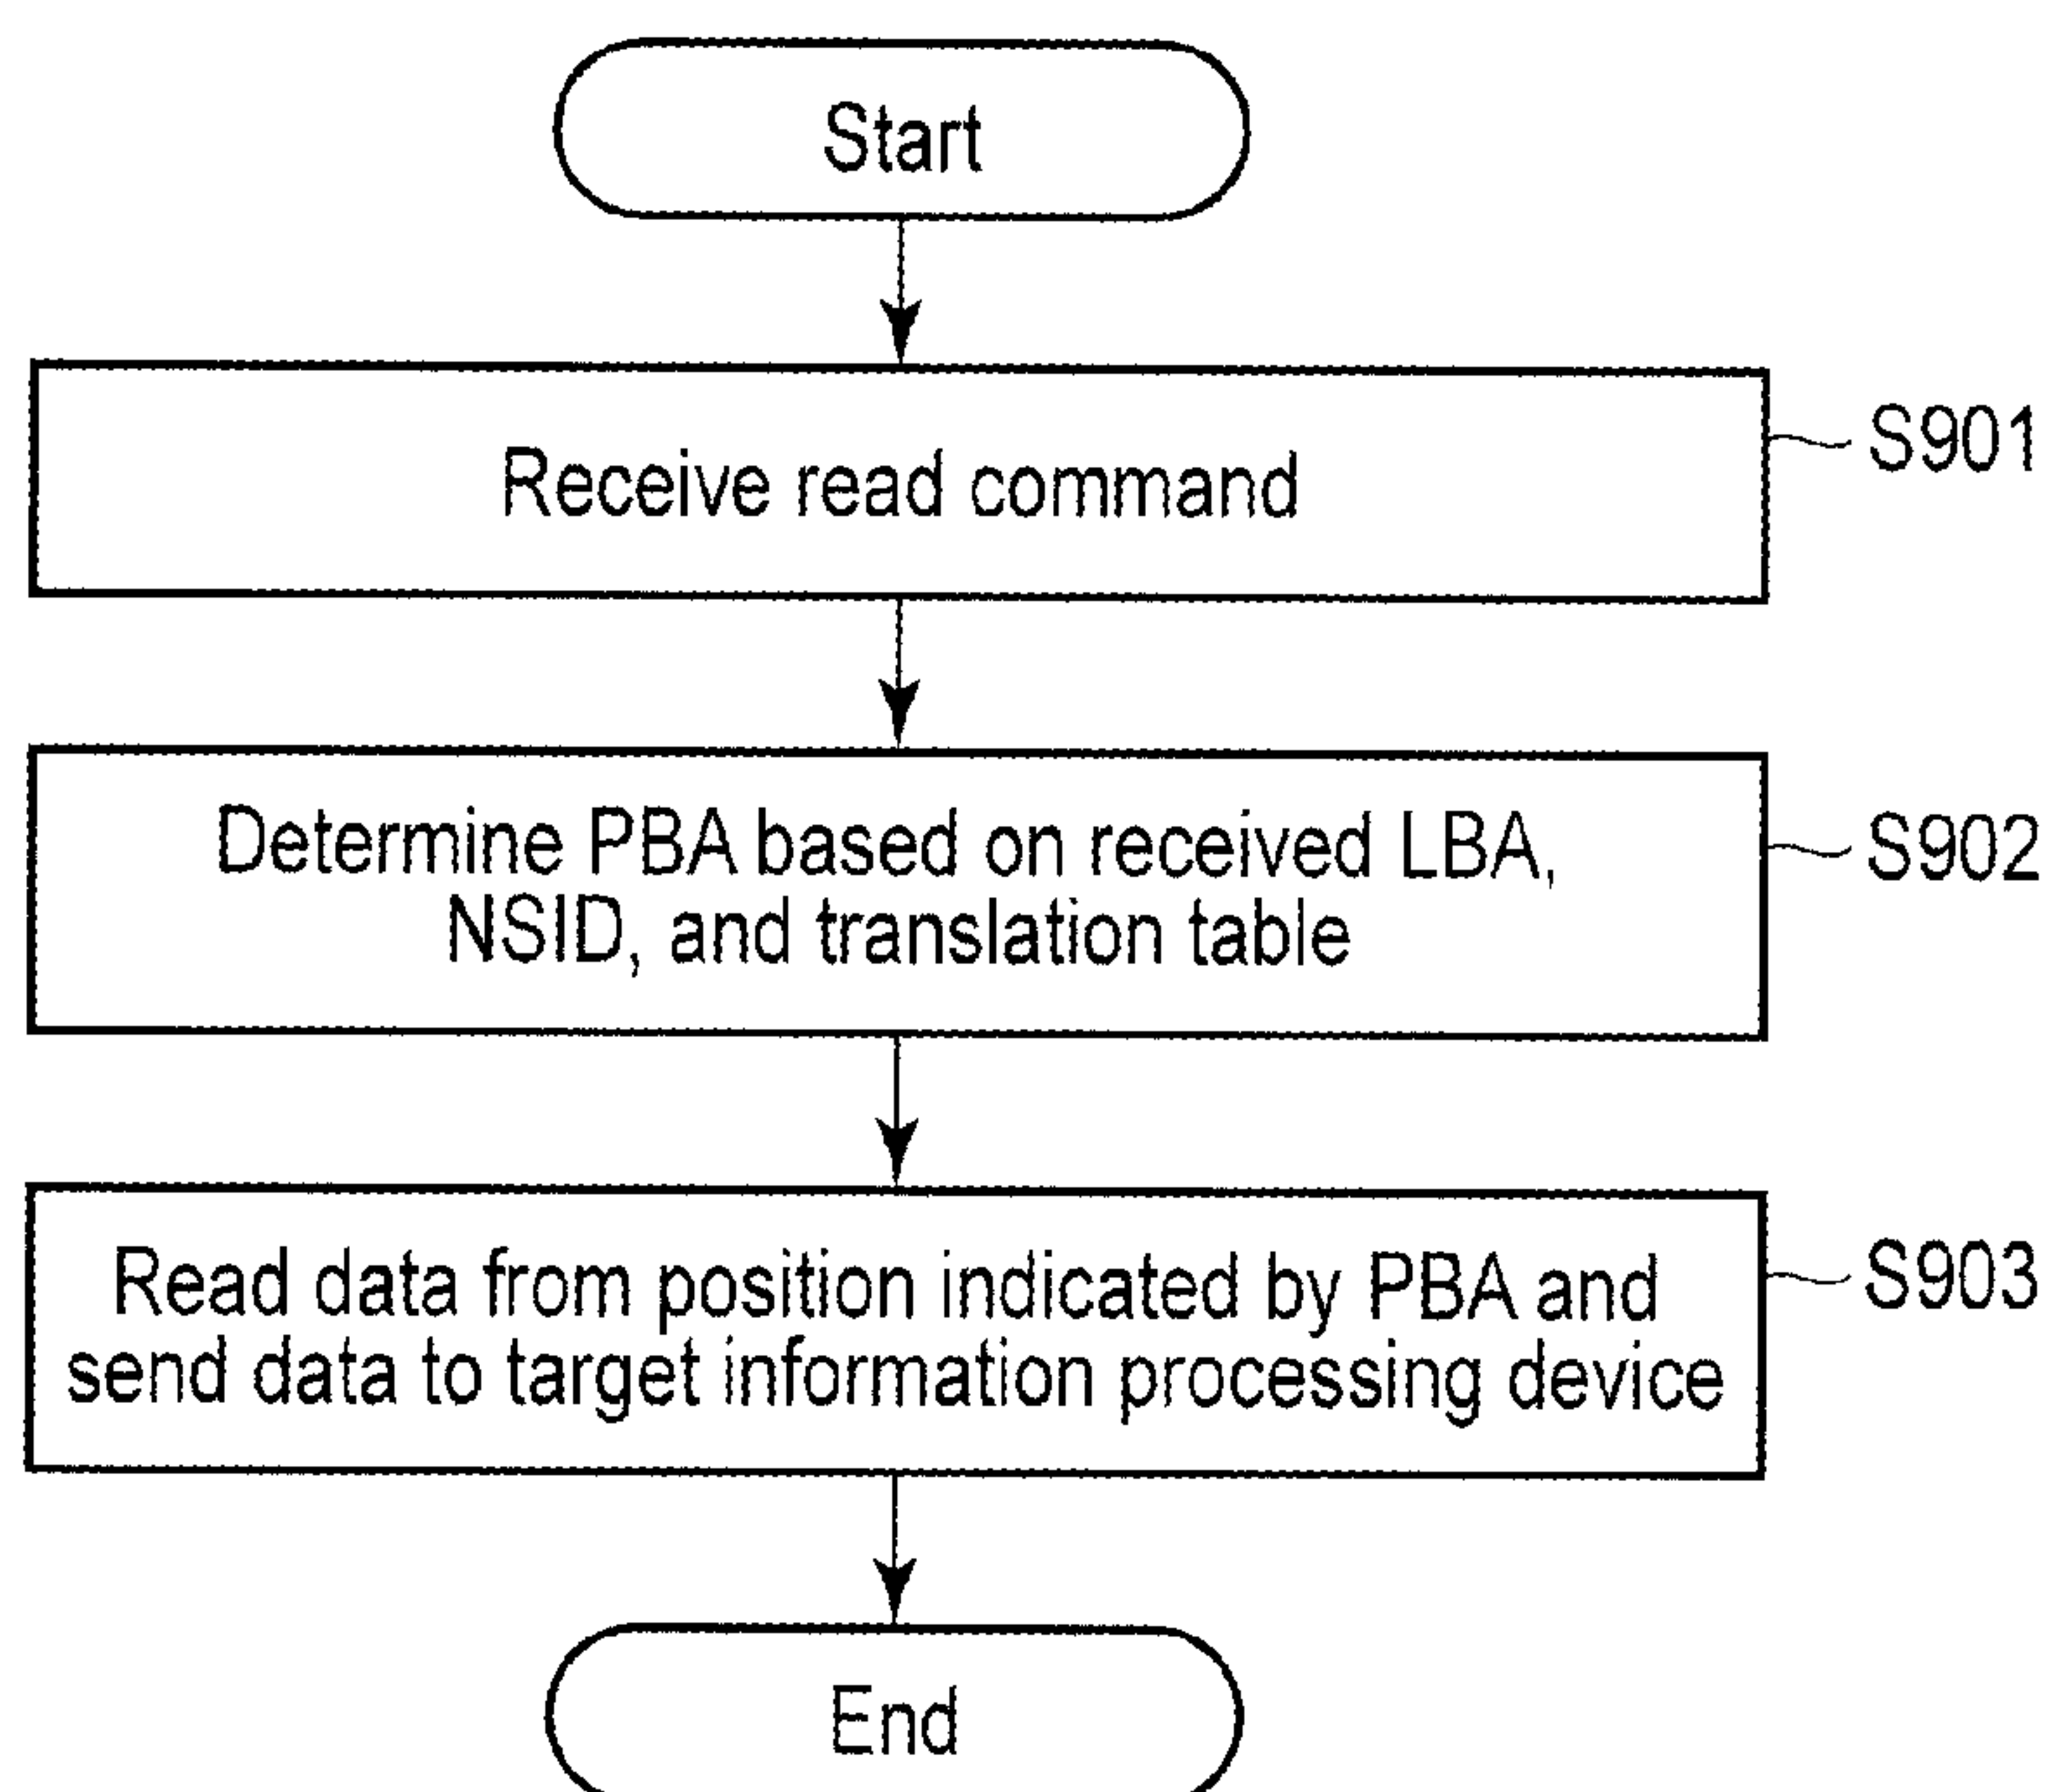 Start
Receive read command
S901
Determine PBA based on received LBA,
NSID, and translation table
S902
Read data from position indicated by PBA and
send data to target information processing device
S903
End